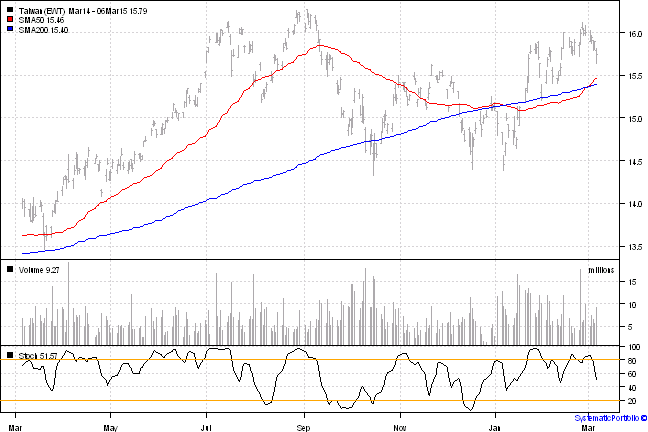 Taiwan (EWT) Mar14 - 06Mar15 15.79
SMA50 15.46
SMA200 15.40
16.0
15.5
15.0
14.5
14.0
13.5
Volume 9.27
millions
15
10
5
Stoch 51.57
100
80
60
40
20
Mar May Jul Sep Nov Jan Mar
SystematicPortfolio ©